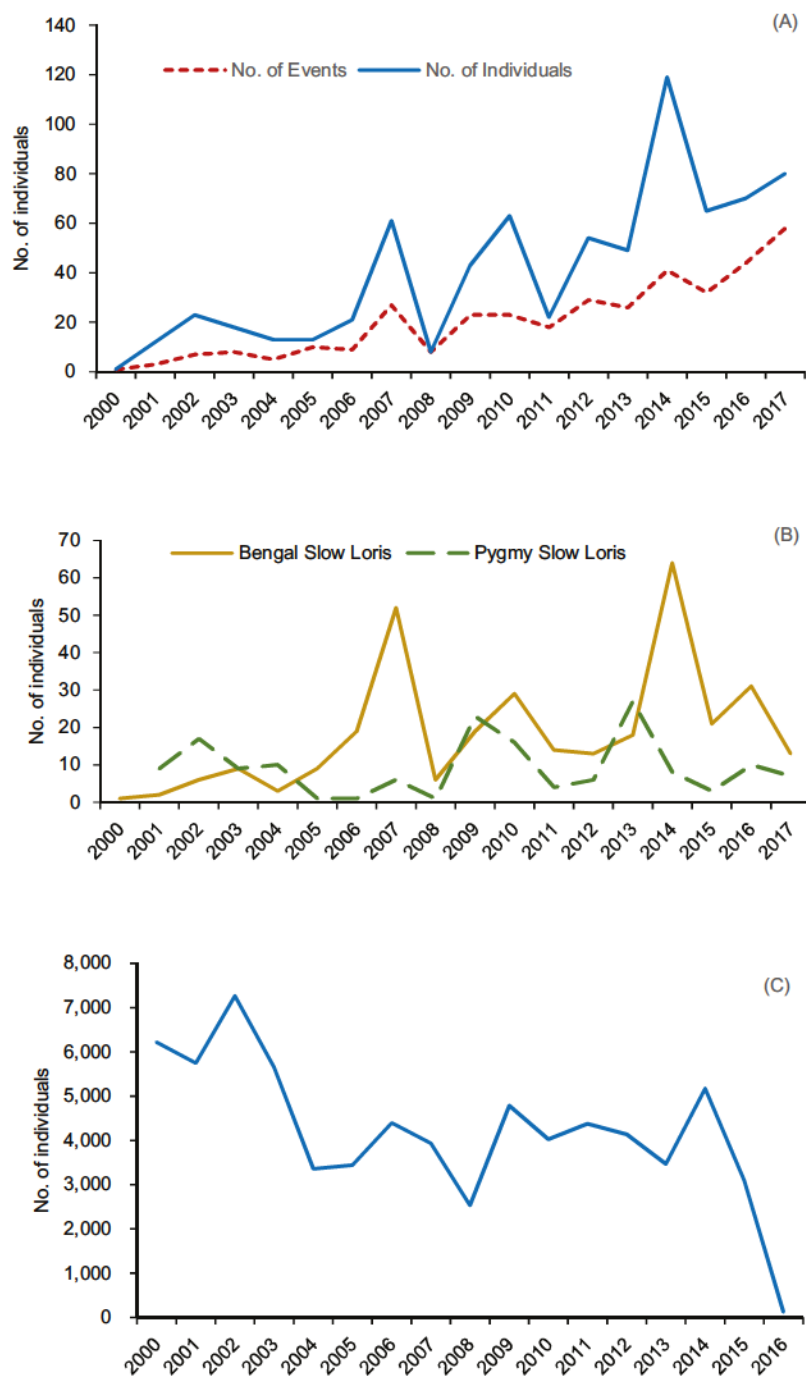 (A)
No. of Events No. of Individuals
No. of individuals
140
120
100
80
60
40
20
0
2000 2001 2002 2003 2004 2005 2006 2007 2008 2009 2010 2011 2012 2013 2014 2015 2016 2017
(B)
Bengal Slow Loris Pygmy Slow Loris
No. of individuals
70
60
50
40
30
20
10
0
2000 2001 2002 2003 2004 2005 2006 2007 2008 2009 2010 2011 2012 2013 2014 2015 2016 2017
(C)
No. of individuals
8,000
7,000
6,000
5,000
4,000
3,000
2,000
1,000
0
2000 2001 2002 2003 2004 2005 2006 2007 2008 2009 2010 2011 2012 2013 2014 2015 2016